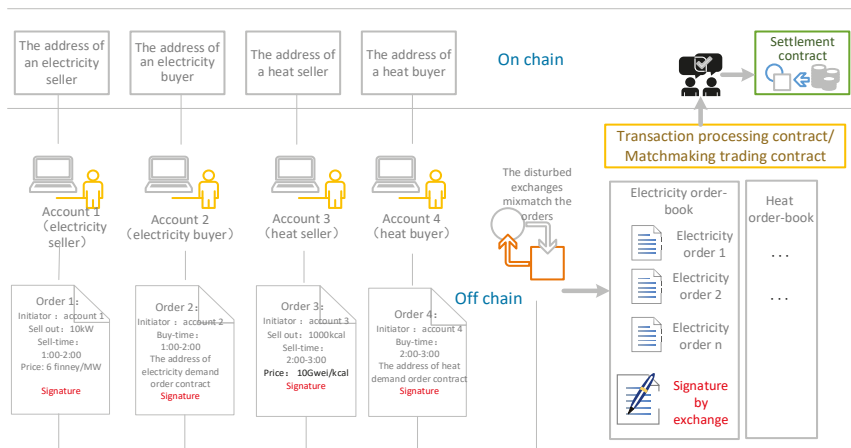 The address of
an electricity
seller
The address of
an electricity
buyer
The address of
a heat seller
The address of
a heat buyer
On chain
Settlement
contract
Transaction processing contract/
Matchmaking trading contract
Account 1
（electricity
seller）
Account 2
（electricity buyer）
Account 3
（heat seller）
Account 4
（heat buyer）
The disturbed
exchanges
mixmatch the
orders
Off chain
Order 1：
Initiator： account 1
Sell out：10kW
Sell-time：
1:00-2:00
Price: 6 finney/MW
Signature
Order 2：
Initiator： account 2
Buy-time：
1:00-2:00
The address of
electricity demand
order contract
Signature
Order 3：
Initiator： account 3
Sell out：1000kcal
Sell-time：
2:00-3:00
Price： 10Gwei/kcal
Signature
Order 4：
Initiator： account 4
Buy-time：
2:00-3:00
The address of heat
demand order contract
Signature
Electricity order-
book
Electricity
order 1
Electricity
order 2
Electricity
order n
Signature
by
exchange
Heat
order-book
...
...